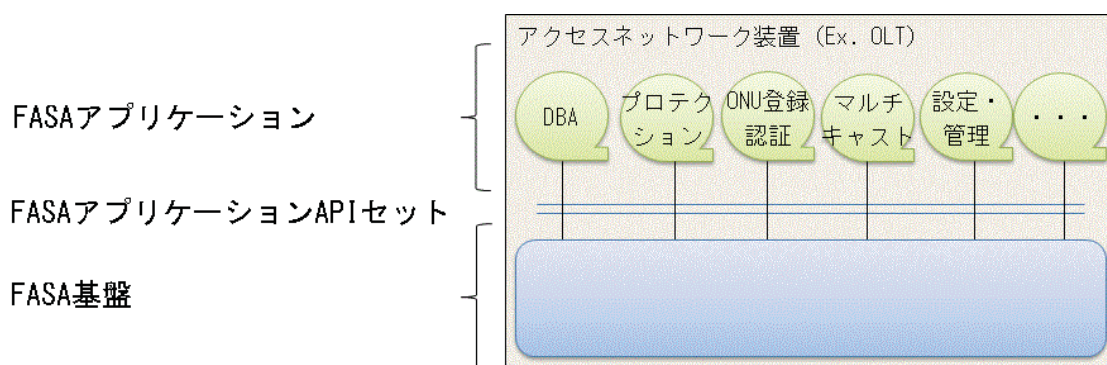 アクセスネットワーク装置 (Ex. OLT)
FASAアプリケーション
DBA
プロテク
ション
ONU登録
認証
マルチ
キャスト
設定・
管理
・・・
FASAアプリケーションAPIセット
FASA基盤